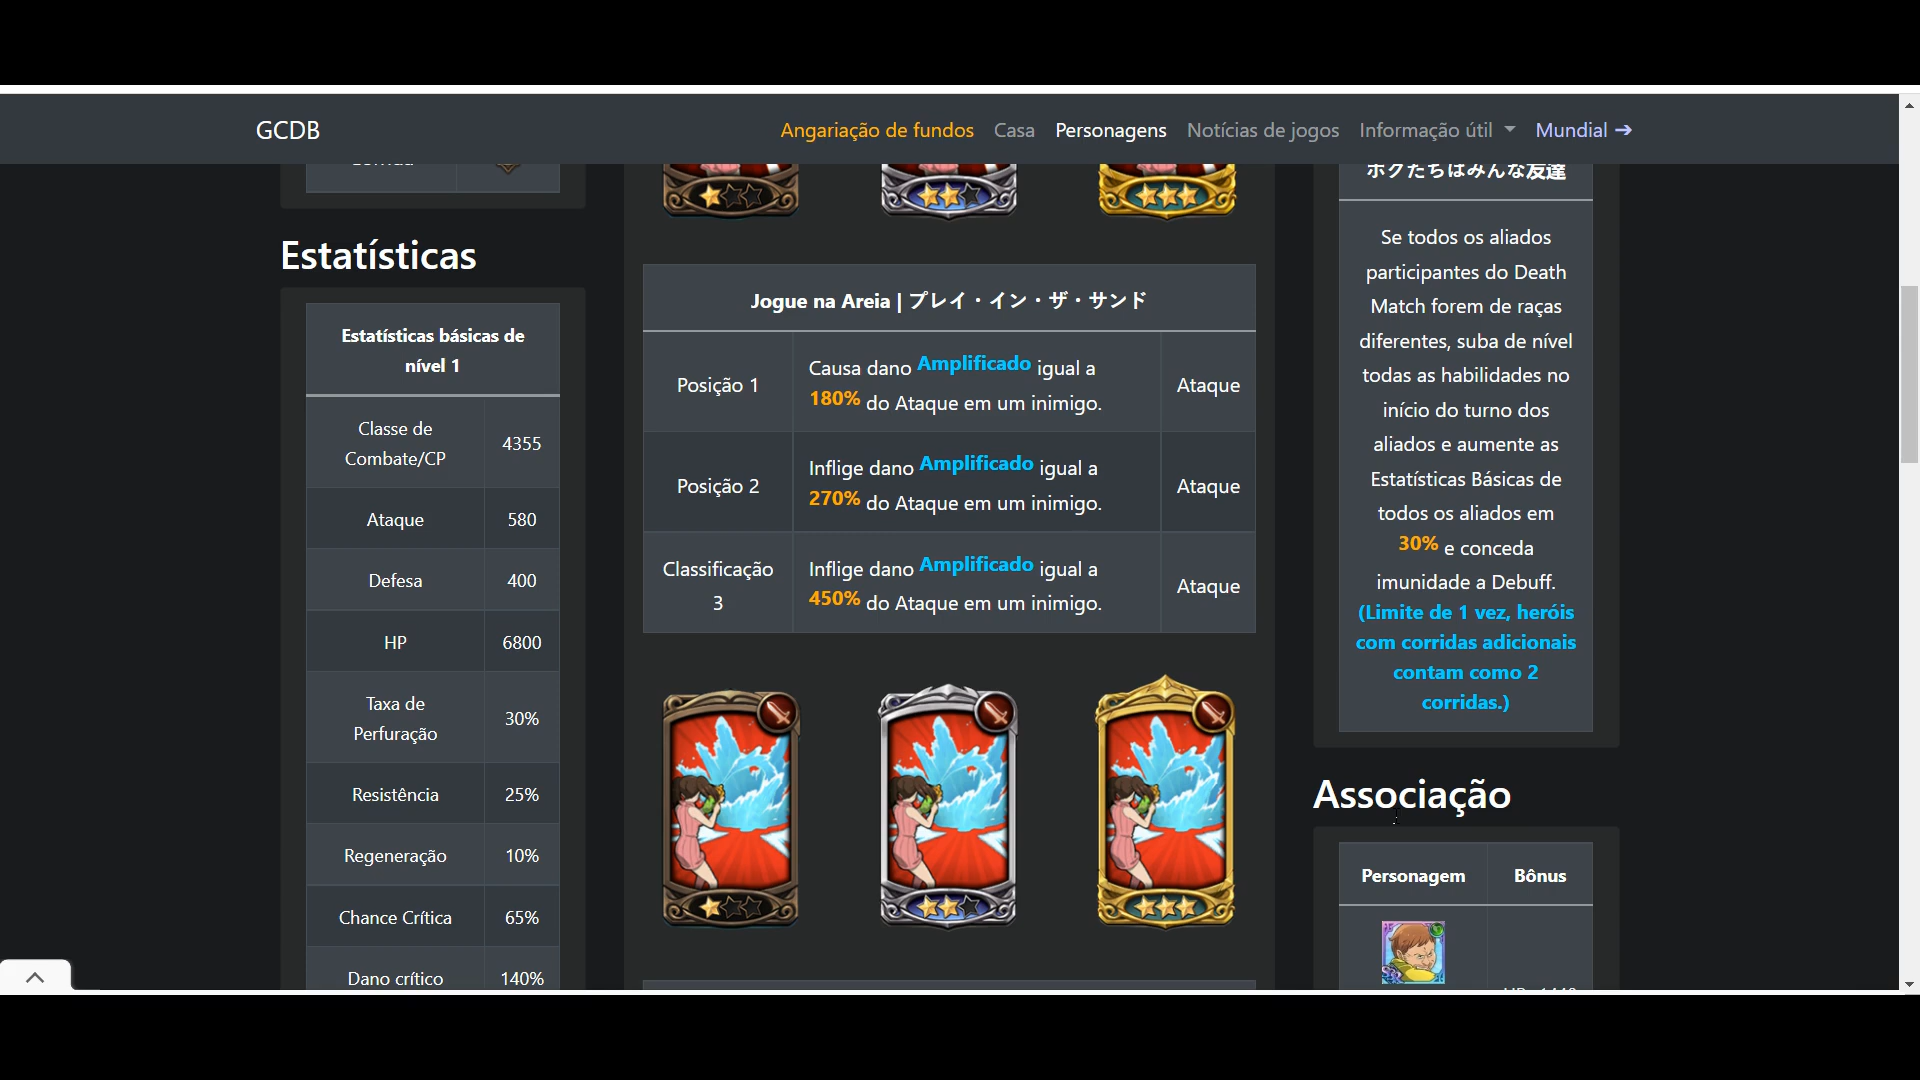 GCDB
Angariação de fundos
Casa
Personagens
Notícias de jogos
Informação útil
Mundial ➔
Estatísticas
Estatísticas básicas de
nível 1
Classe de
Combate/CP
4355
Ataque
580
Defesa
400
HP
6800
Taxa de
Perfuração
30%
Resistência
25%
Regeneração
10%
Chance Crítica
65%
Dano crítico
140%
Jogue na Areia | プレイ・イン・ザ・サンド
Posição 1
Causa dano Amplificado igual a
180% do Ataque em um inimigo.
Ataque
Posição 2
Inflige dano Amplificado igual a
270% do Ataque em um inimigo.
Ataque
Classificação
3
Inflige dano Amplificado igual a
450% do Ataque em um inimigo.
Ataque
ボクたちはみんな友達
Se todos os aliados
participantes do Death
Match forem de raças
diferentes, suba de nível
todas as habilidades no
início do turno dos
aliados e aumente as
Estatísticas Básicas de
todos os aliados em
30% e conceda
imunidade a Debuff.
(Limite de 1 vez, heróis
com corridas adicionais
contam como 2
corridas.)
Associação
Personagem
Bônus